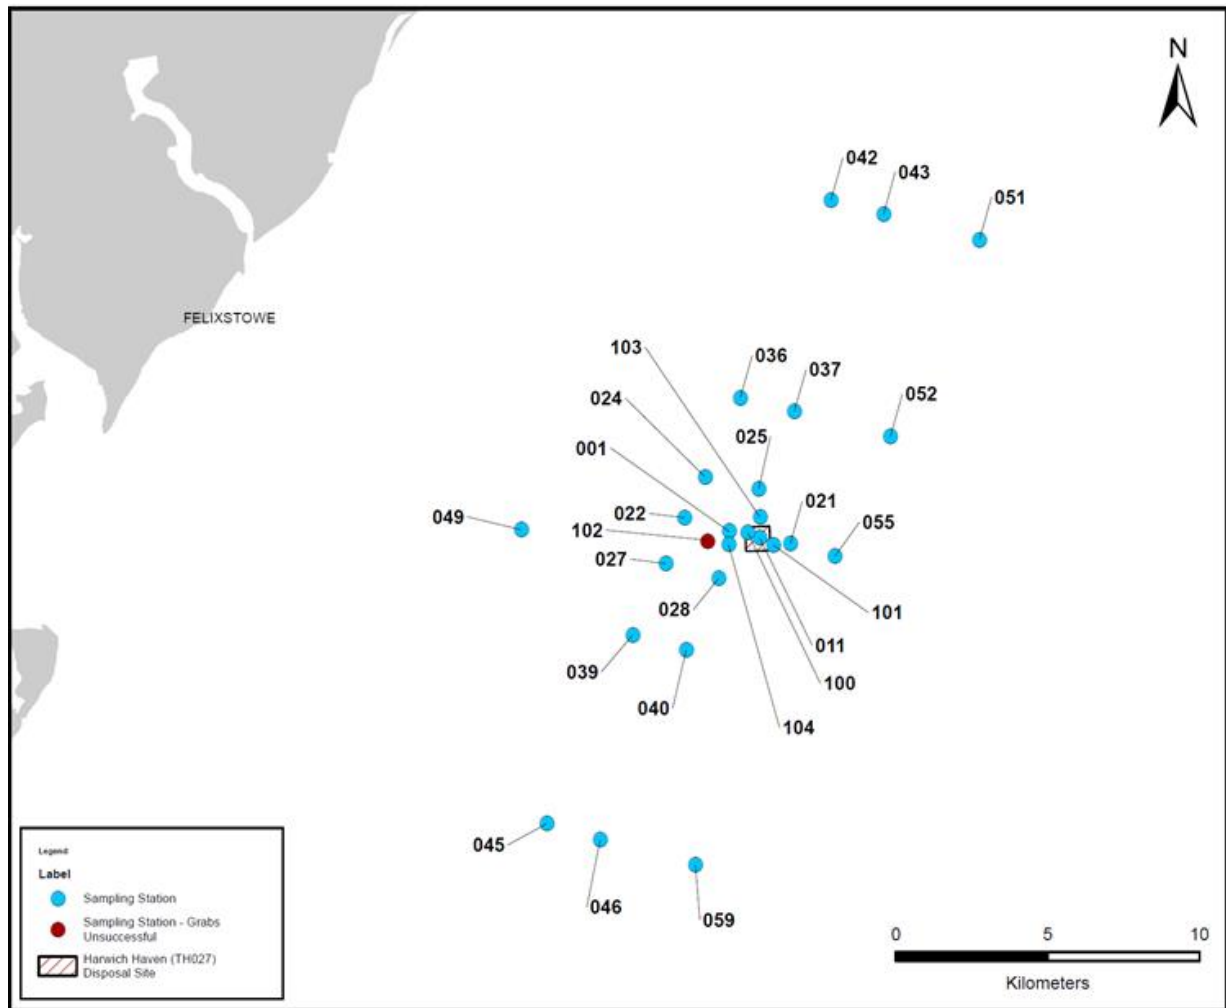 N
042
043
051
FELIXSTOWE
103
036
037
024
052
025
001
021
049
022
055
102
027
028
101
011
039
100
040
104
045
046
059
Legend
Label
Sampling Station
Sampling Station - Grabs
Unsuccessful
Harwich Haven (TH027)
Disposal Site
0 5 10
Kilometers